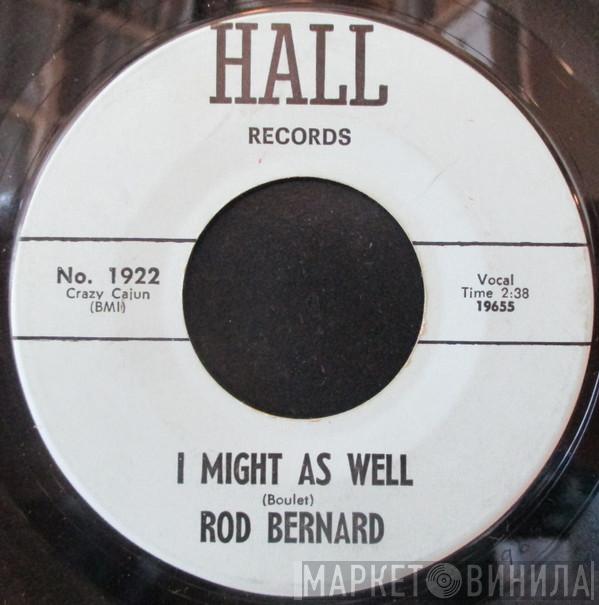 HALL
RECORDS
No. 1922
Crazy Cajun
(BMI)
Vocal
Time 2:38
19655
I MIGHT AS WELL
(Boulet)
ROD BERNARD
МАРКЕТ ВИНИЛА